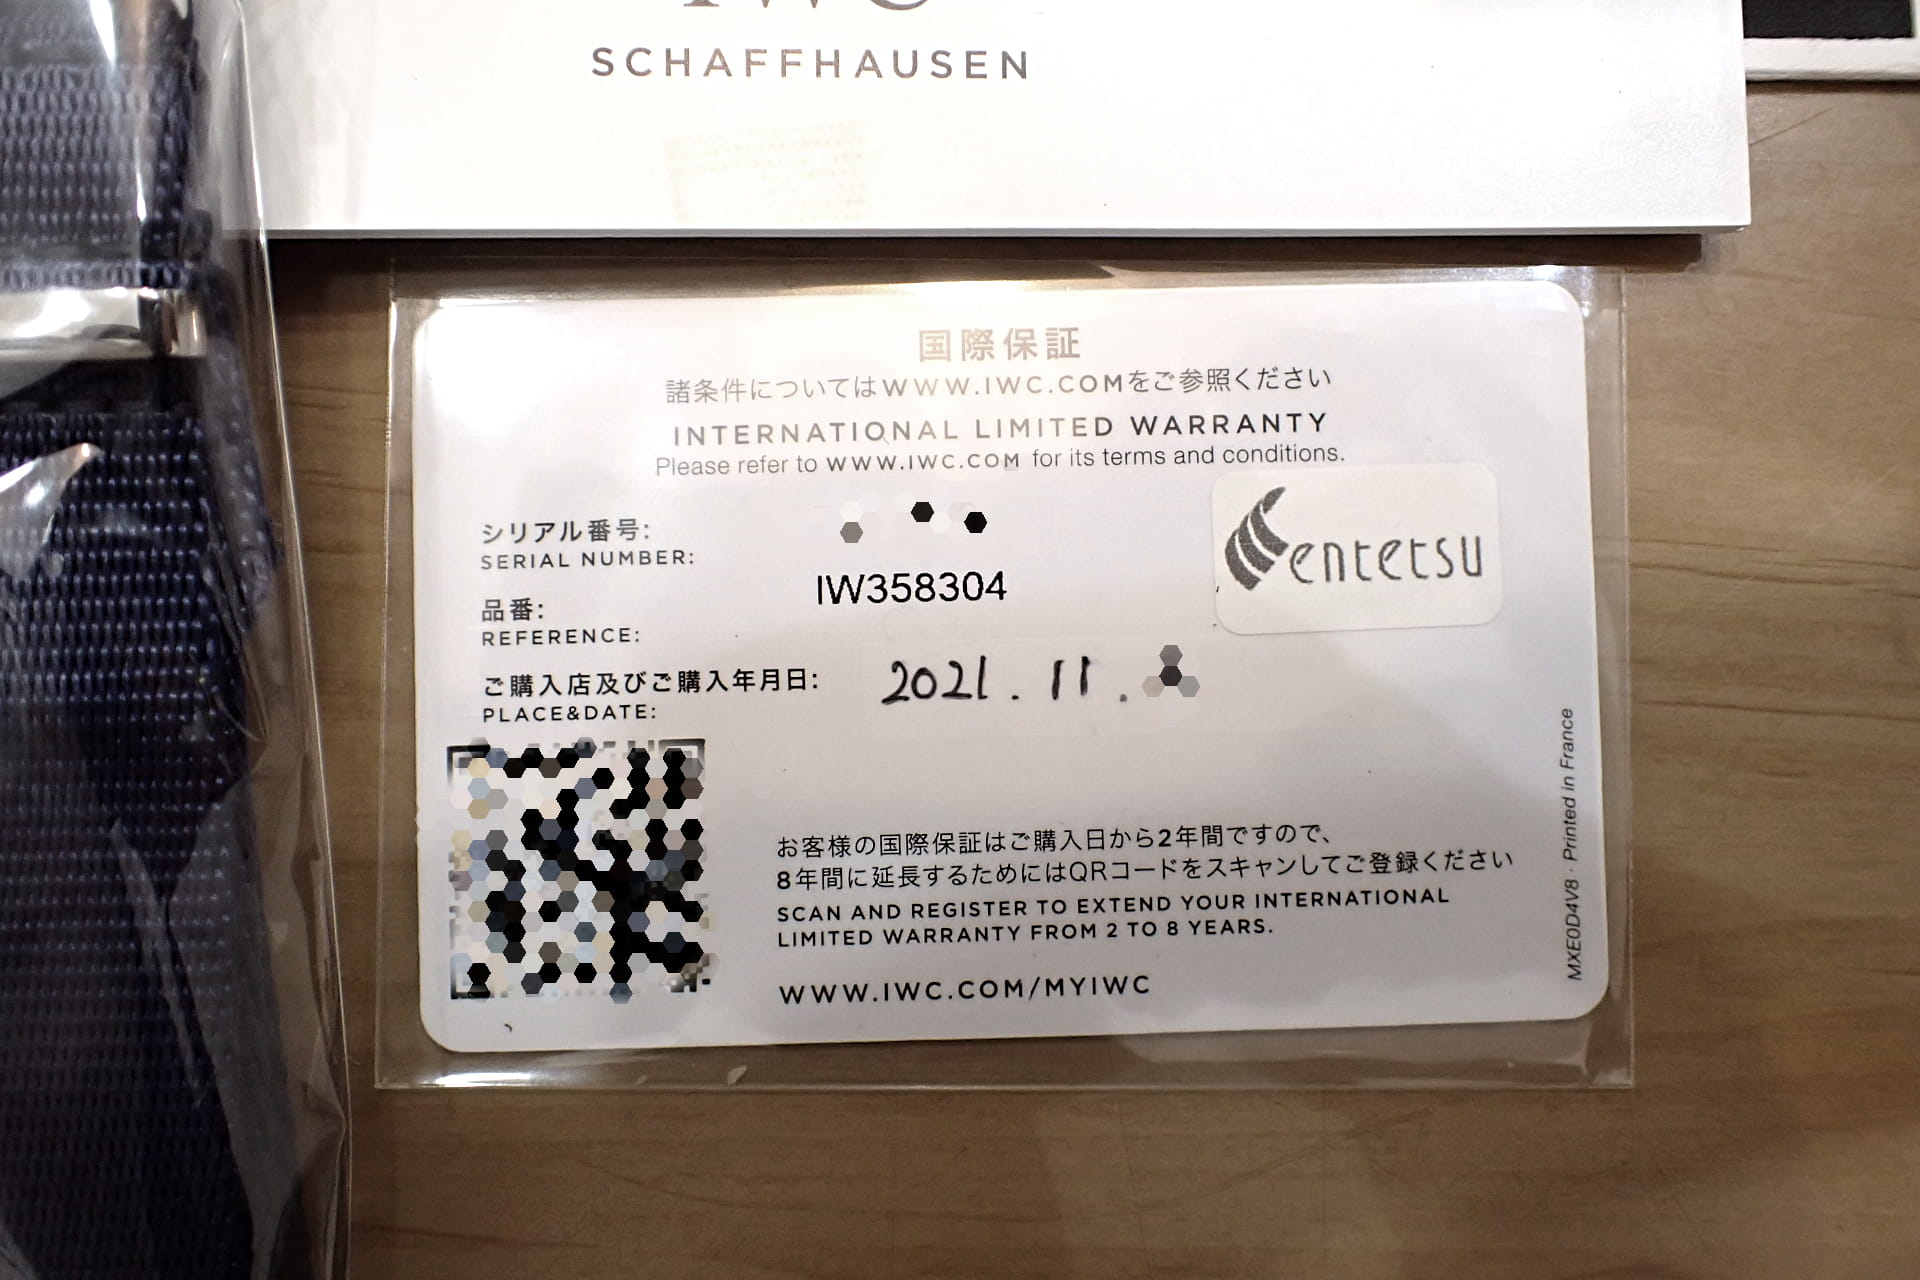 IWC
SCHAFFHAUSEN
国際保証
諸条件についてはWWW.IWC.COMをご参照ください
INTERNATIONAL LIMITED WARRANTY
Please refer to WWW.IWC.COM for its terms and conditions.
シリアル番号:
SERIAL NUMBER:
IW358304
entetsu
品番:
REFERENCE:
ご購入店及びご購入年月日:
2021.11.
PLACE&DATE:
お客様の国際保証はご購入日から2年間ですので、
8年間に延長するためにはQRコードをスキャンしてご登録ください
SCAN AND REGISTER TO EXTEND YOUR INTERNATIONAL
LIMITED WARRANTY FROM 2 TO 8 YEARS.
WWW.IWC.COM/MYIWC
MXE0D4V8 · Printed in France